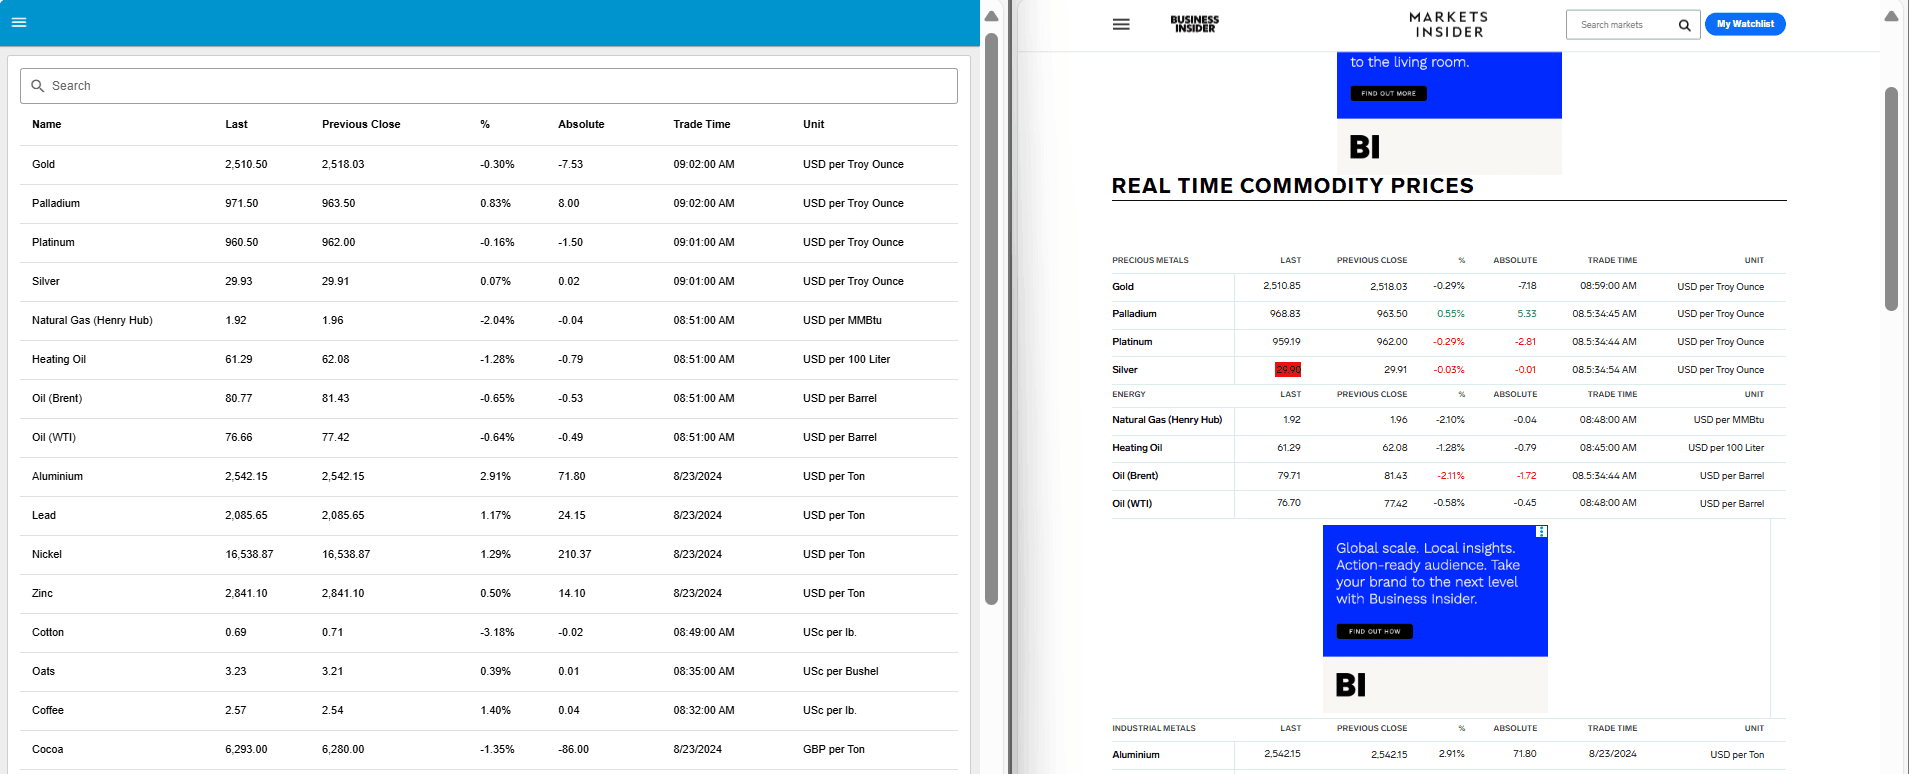 Search
Name Last Previous Close % Absolute Trade Time Unit
Gold 2,510.50 2,518.03 -0.30% -7.53 09:02:00 AM USD per Troy Ounce
Palladium 971.50 963.50 0.83% 8.00 09:02:00 AM USD per Troy Ounce
Platinum 960.50 962.00 -0.16% -1.50 09:01:00 AM USD per Troy Ounce
Silver 29.93 29.91 0.07% 0.02 09:01:00 AM USD per Troy Ounce
Natural Gas (Henry Hub) 1.92 1.96 -2.04% -0.04 08:51:00 AM USD per MMBtu
Heating Oil 61.29 62.08 -1.28% -0.79 08:51:00 AM USD per 100 Liter
Oil (Brent) 80.77 81.43 -0.65% -0.53 08:51:00 AM USD per Barrel
Oil (WTI) 76.66 77.42 -0.64% -0.49 08:51:00 AM USD per Barrel
Aluminium 2,542.15 2,542.15 2.91% 71.80 8/23/2024 USD per Ton
Lead 2,085.65 2,085.65 1.17% 24.15 8/23/2024 USD per Ton
Nickel 16,538.87 16,538.87 1.29% 210.37 8/23/2024 USD per Ton
Zinc 2,841.10 2,841.10 0.50% 14.10 8/23/2024 USD per Ton
Cotton 0.69 0.71 -3.18% -0.02 08:49:00 AM USc per lb.
Oats 3.23 3.21 0.39% 0.01 08:35:00 AM USc per Bushel
Coffee 2.57 2.54 1.40% 0.04 08:32:00 AM USc per lb.
Cocoa 6,293.00 6,280.00 -1.35% -86.00 8/23/2024 GBP per Ton
BUSINESS
INSIDER
MARKETS
INSIDER
Search markets
My Watchlist
to the living room.
FIND OUT MORE
BI
REAL TIME COMMODITY PRICES
PRECIOUS METALS LAST PREVIOUS CLOSE % ABSOLUTE TRADE TIME UNIT
Gold 2,510.85 2,518.03 -0.29% -7.18 08:59:00 AM USD per Troy Ounce
Palladium 968.83 963.50 0.55% 5.33 08.5:34:45 AM USD per Troy Ounce
Platinum 959.19 962.00 -0.29% -2.81 08.5:34:44 AM USD per Troy Ounce
Silver 29.90 29.91 -0.03% -0.01 08.5:34:54 AM USD per Troy Ounce
ENERGY LAST PREVIOUS CLOSE % ABSOLUTE TRADE TIME UNIT
Natural Gas (Henry Hub) 1.92 1.96 -2.10% -0.04 08:48:00 AM USD per MMBtu
Heating Oil 61.29 62.08 -1.28% -0.79 08:45:00 AM USD per 100 Liter
Oil (Brent) 79.71 81.43 -2.11% -1.72 08.5:34:44 AM USD per Barrel
Oil (WTI) 76.70 77.42 -0.58% -0.45 08:48:00 AM USD per Barrel
Global scale. Local insights.
Action-ready audience. Take
your brand to the next level
with Business Insider.
FIND OUT HOW
BI
INDUSTRIAL METALS LAST PREVIOUS CLOSE % ABSOLUTE TRADE TIME UNIT
Aluminium 2,542.15 2,542.15 2.91% 71.80 8/23/2024 USD per Ton